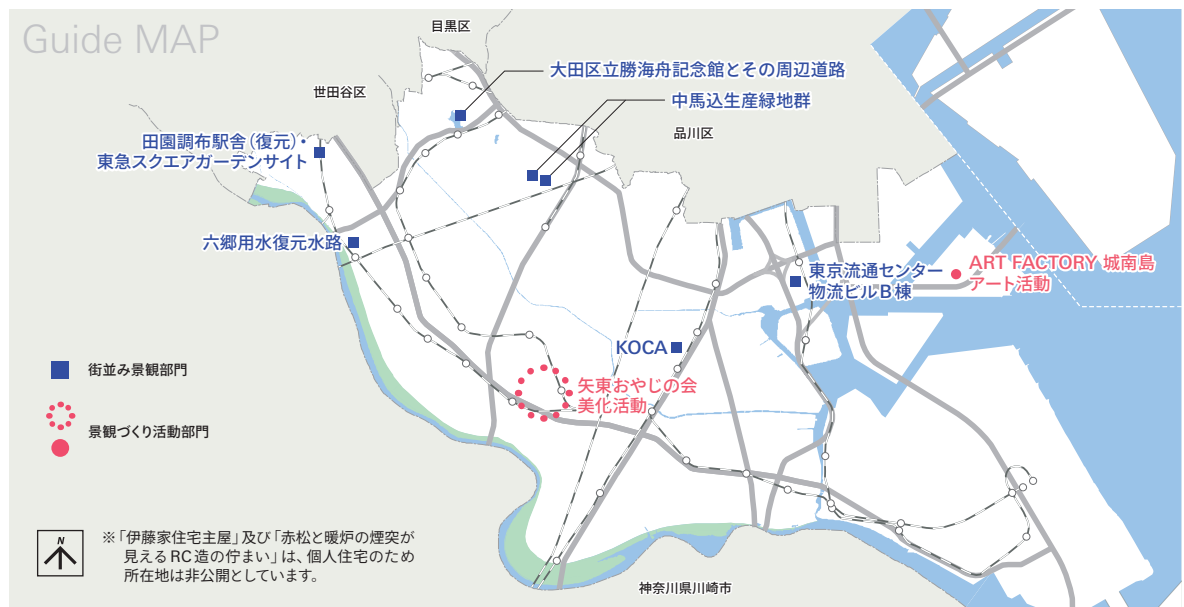 Guide MAP
目黒区
大田区立勝海舟記念館とその周辺道路
世田谷区
中馬込生産緑地群
品川区
田園調布駅舎（復元）・
東急スクエアガーデンサイト
六郷用水復元水路
東京流通センター
物流ビルB棟
ART FACTORY 城南島
アート活動
KOCA
矢東おやじの会
美化活動
街並み景観部門
景観づくり活動部門
N
※「伊藤家住宅主屋」及び「赤松と暖炉の煙突が
見えるRC造の佇まい」は、個人住宅のため
所在地は非公開としています。
神奈川県川崎市